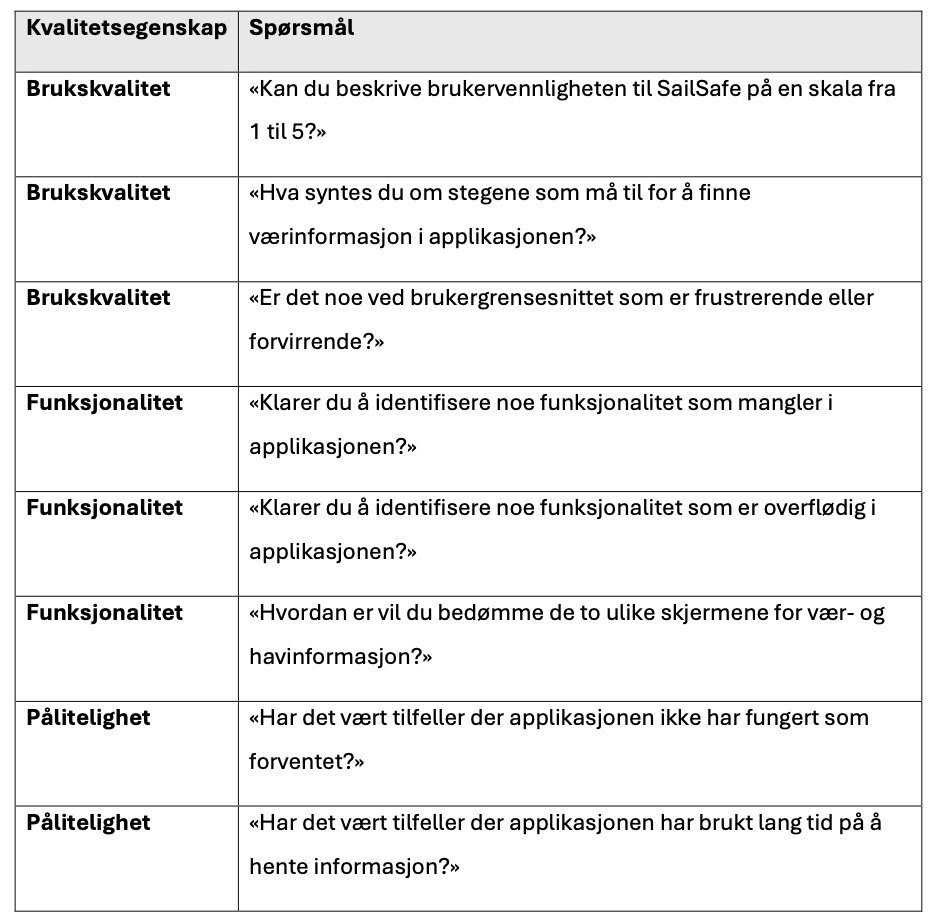 Kvalitetsegenskap Spørsmål
Brukskvalitet «Kan du beskrive brukervennligheten til SailSafe på en skala fra
1 til 5?»
Brukskvalitet «Hva syntes du om stegene som må til for å finne
værinformasjon i applikasjonen?»
Brukskvalitet «Er det noe ved brukergrensesnittet som er frustrerende eller
forvirrende?»
Funksjonalitet «Klarer du å identifisere noe funksjonalitet som mangler i
applikasjonen?»
Funksjonalitet «Klarer du å identifisere noe funksjonalitet som er overflødig i
applikasjonen?»
Funksjonalitet «Hvordan er vil du bedømme de to ulike skjermene for vær- og
havinformasjon?»
Pålitelighet «Har det vært tilfeller der applikasjonen ikke har fungert som
forventet?»
Pålitelighet «Har det vært tilfeller der applikasjonen har brukt lang tid på å
hente informasjon?»